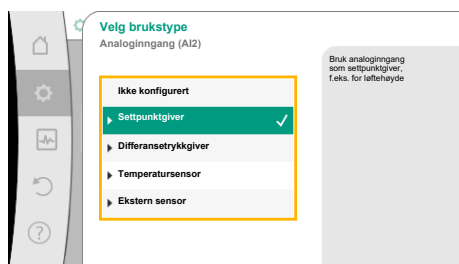 Velg brukstype
Analoginngang (AI2)
Ikke konfigurert
Settpunktgiver
Differansetrykkgiver
Temperatursensor
Ekstern sensor
Bruk analoginngang
som settpunktgiver,
f.eks. for løftehøyde